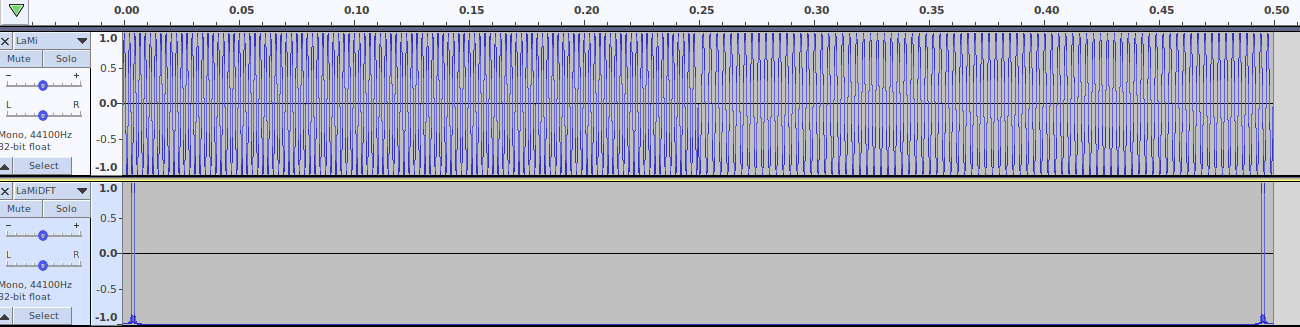 0.00 0.05 0.10 0.15 0.20 0.25 0.30 0.35 0.40 0.45 0.50
LaMi
Mute Solo
- +
L R
Mono, 44100Hz
32-bit float
Select
1.0
0.5
0.0
-0.5
-1.0
LaMiDFT
Mute Solo
- +
L R
Mono, 44100Hz
32-bit float
Select
1.0
0.5
0.0
-0.5
-1.0